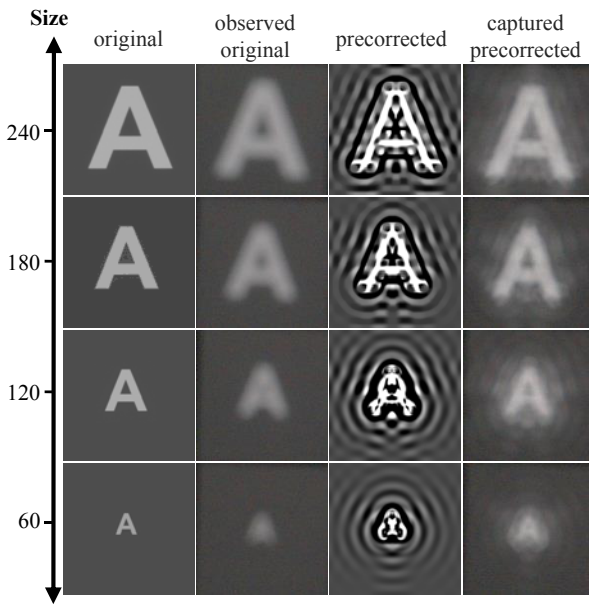 Size
original
observed
original
precorrected
captured
precorrected
240
A A A A
180
A A A A
120
A A A A
60
A A A A